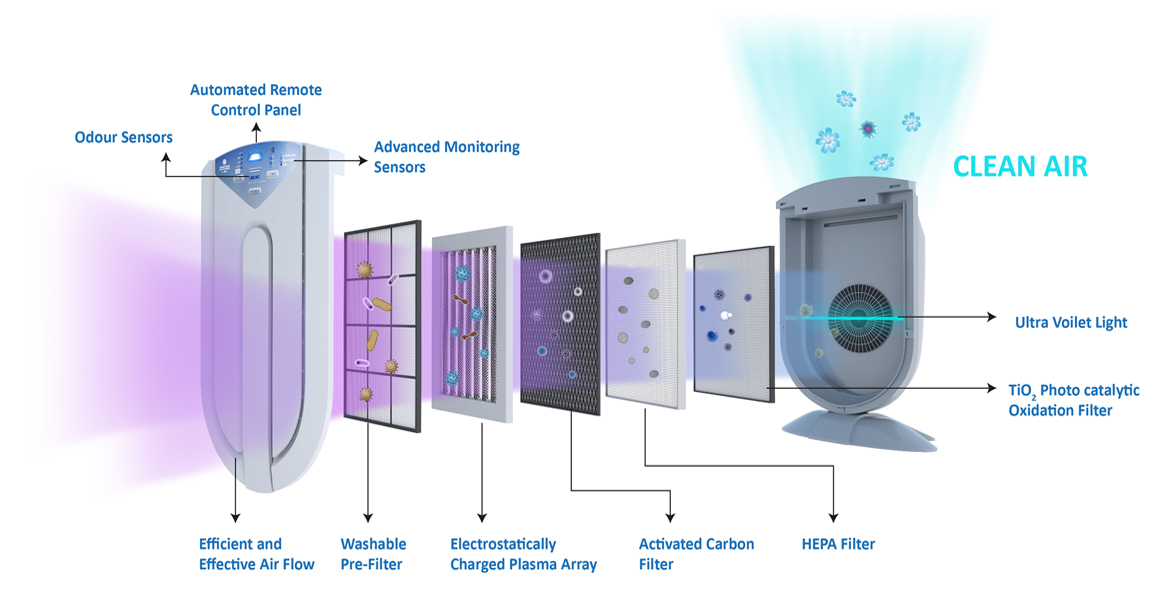 Automated Remote
Control Panel
Odour Sensors
Advanced Monitoring
Sensors
CLEAN AIR
Ultra Voilet Light
TiO₂ Photo catalytic
Oxidation Filter
Efficient and
Effective Air Flow
Washable
Pre-Filter
Electrostatically
Charged Plasma Array
Activated Carbon
Filter
HEPA Filter